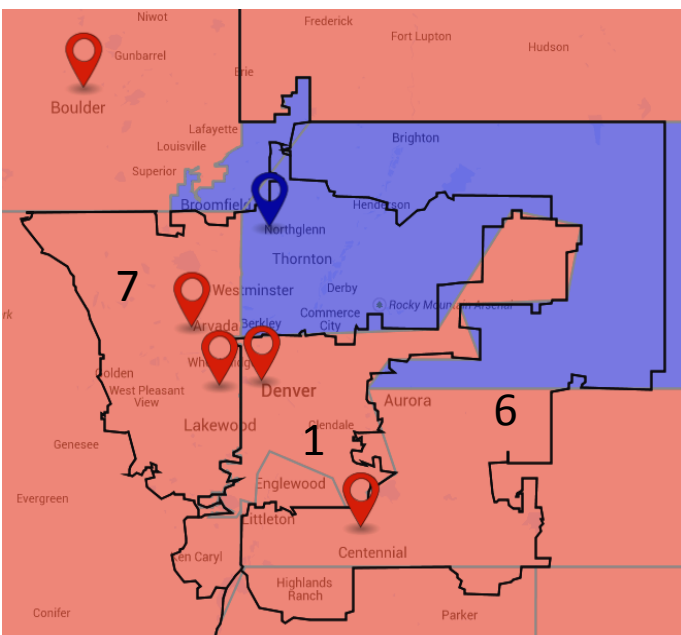 Niwot
Frederick
Fort Lupton
Hudson
Gunbarrel
Erie
Boulder
Lafayette
Louisville
Superior
Brighton
Broomfield
Henderson
Northglenn
Thornton
7
Westminster
Derby
Rocky Mountain Arsenal
Commerce
City
Arvada
Berkley
Golden
Denver
West Pleasant
View
Aurora
6
Lakewood
Glendale
1
Genesee
Englewood
Evergreen
Littleton
Ken Caryl
Centennial
Highlands
Ranch
Conifer
Parker